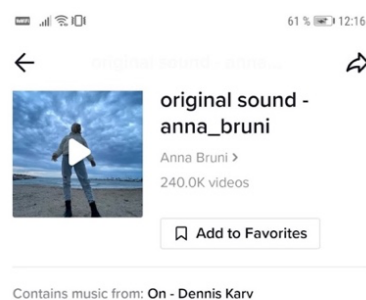 61 % 12:16
original sound -
anna_bruni
Anna Bruni >
240.0K videos
Add to Favorites
Contains music from: On - Dennis Karv